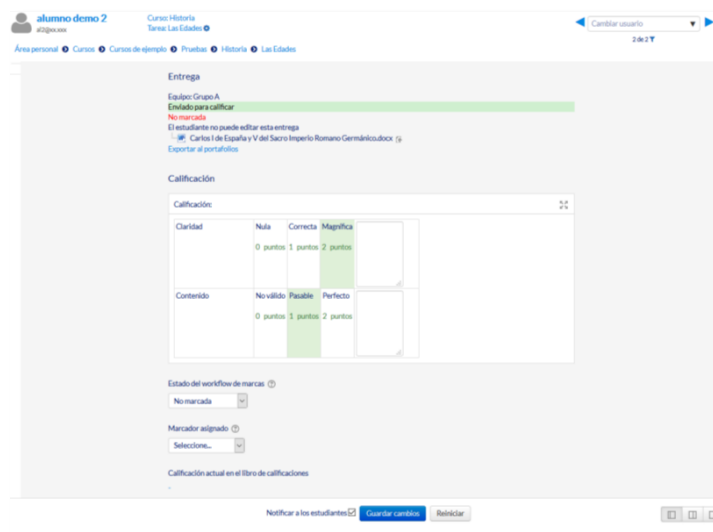 alumno demo 2
al2@xx.xxx
Curso: Historia
Tarea: Las Edades
Cambiar usuario
2 de 2
Área personal Cursos Cursos de ejemplo Pruebas Historia Las Edades
Entrega
Equipo: Grupo A
Enviado para calificar
No marcada
El estudiante no puede editar esta entrega
Carlos I de España y V del Sacro Imperio Romano Germánico.docx
Exportar al portafolios
Calificación
Calificación:
Claridad Nula Correcta Magnífica
0 puntos 1 puntos 2 puntos
Contenido No válido Pasable Perfecto
0 puntos 1 puntos 2 puntos
Estado del workflow de marcas
No marcada
Marcador asignado
Seleccione...
Calificación actual en el libro de calificaciones
-
Notificar a los estudiantes Guardar cambios Reiniciar